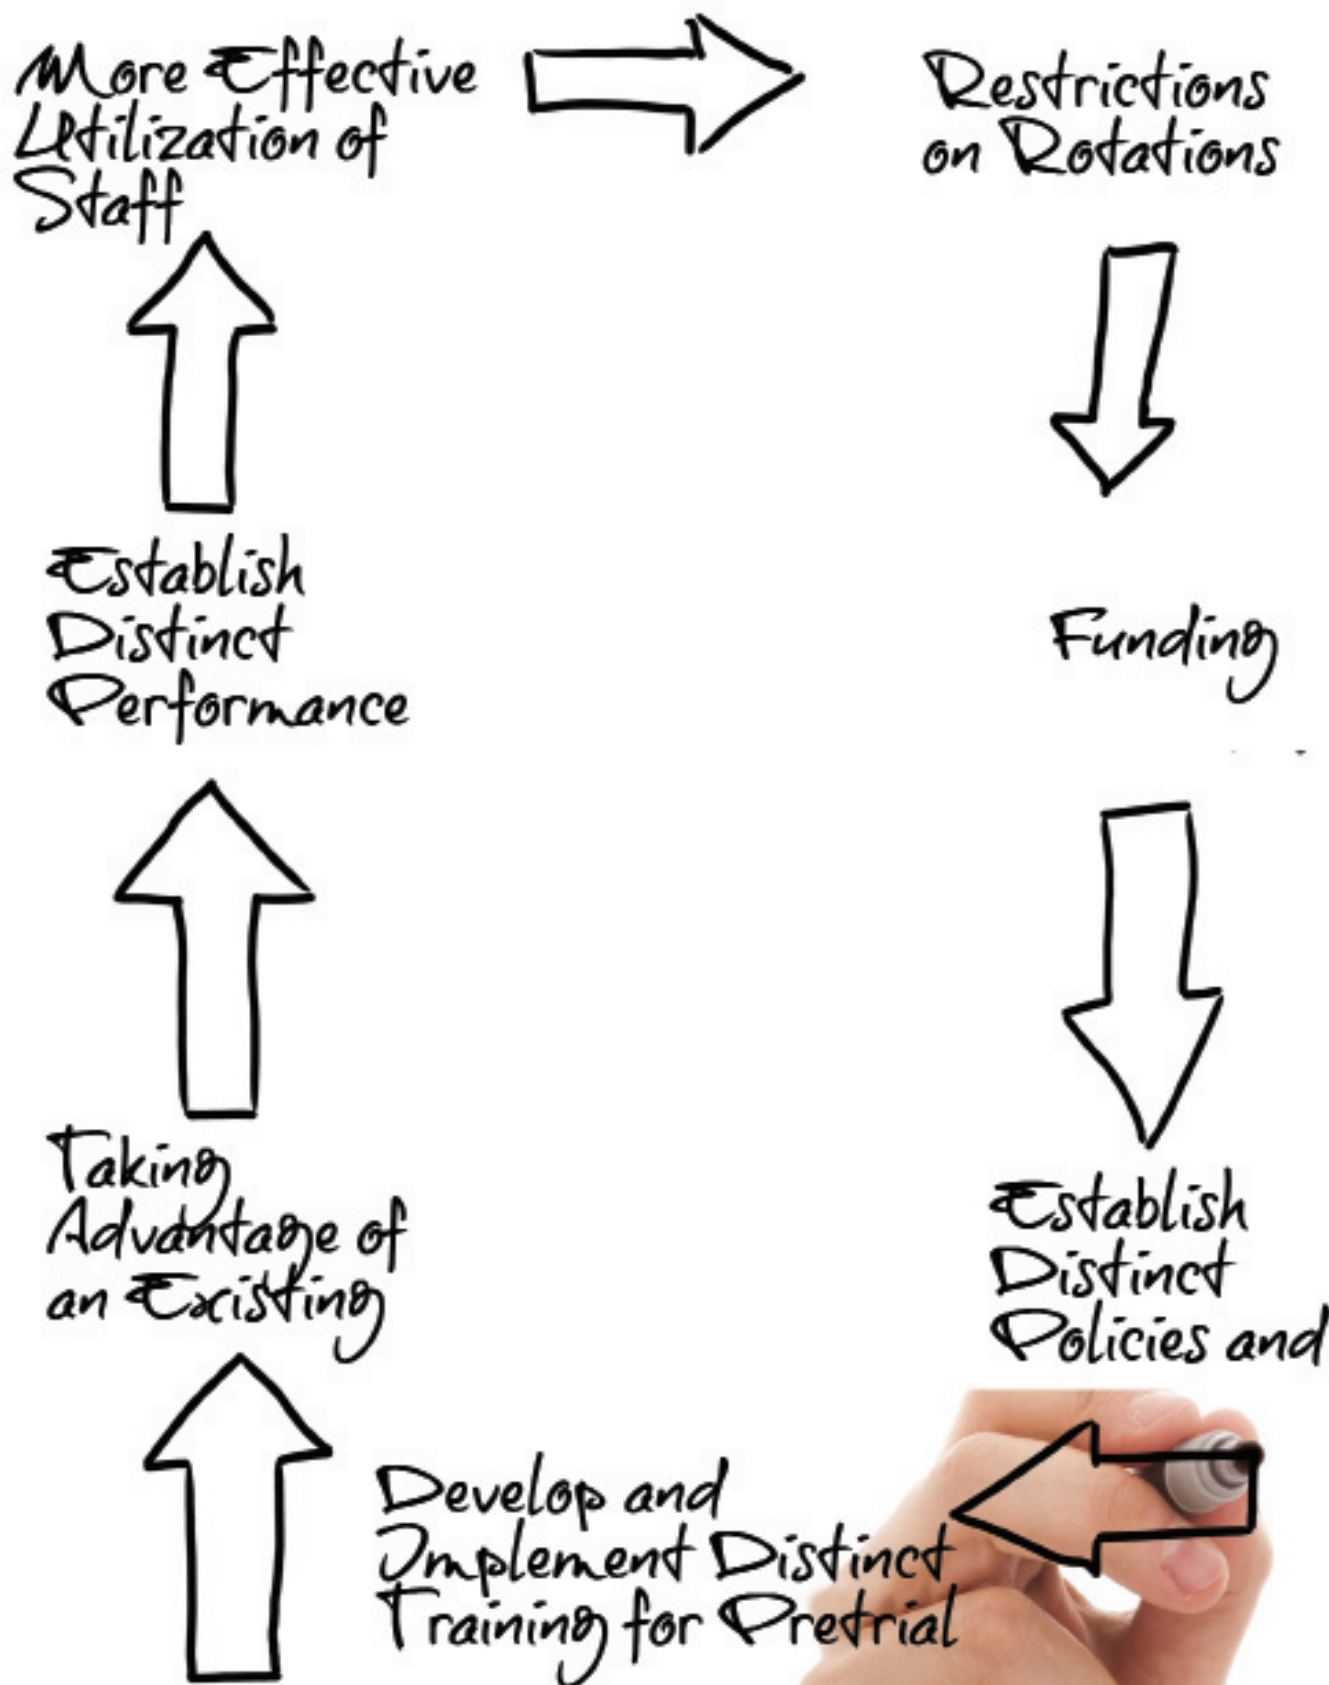 More Effective
Utilization of
Staff
Restrictions
on Rotations
Funding
Establish
Distinct
Policies and
Develop and
Implement Distinct
Training for Pretrial
Taking
Advantage of
an Existing
Establish
Distinct
Performance